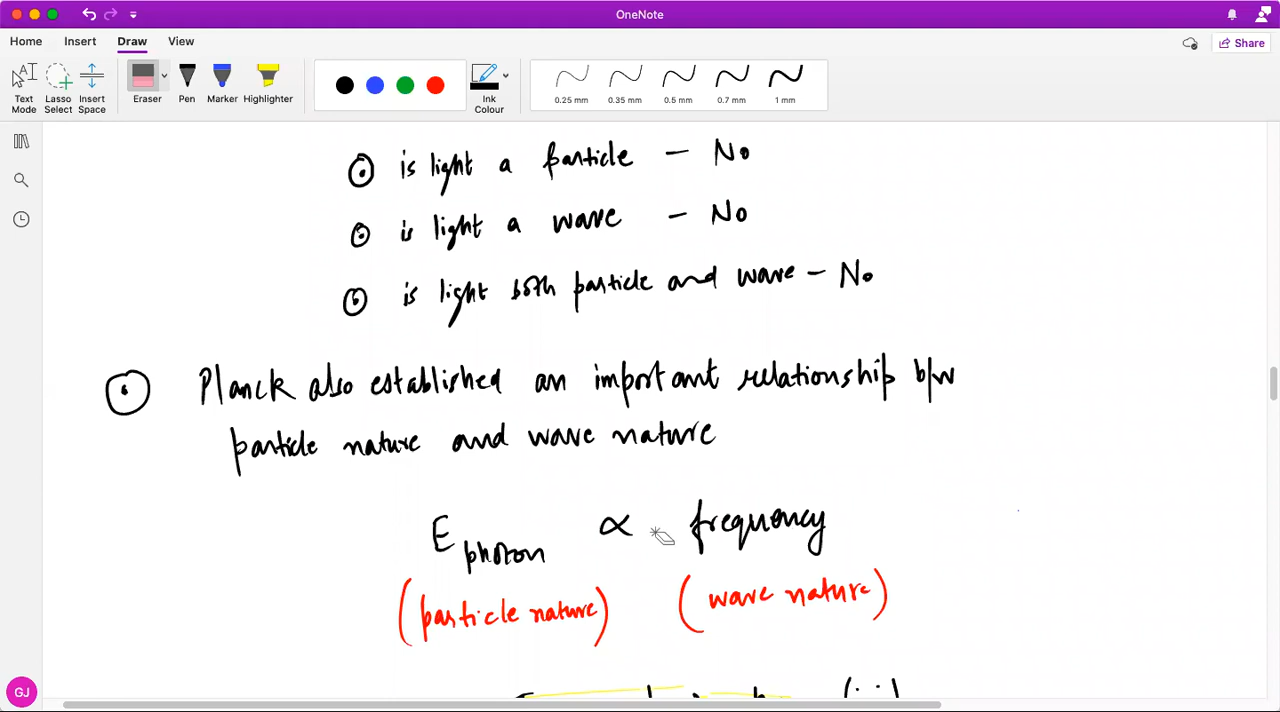 OneNote
Home Insert Draw View
Share
Text Mode
Lasso Select
Insert Space
Eraser
Pen
Marker
Highlighter
Ink Colour
0.25 mm
0.35 mm
0.5 mm
0.7 mm
1 mm
is light a particle - No
is light a wave - No
is light both particle and wave - No
Planck also established an important relationship b/w
particle nature and wave nature
E photon ∝ frequency
(particle nature) (wave nature)
GJ